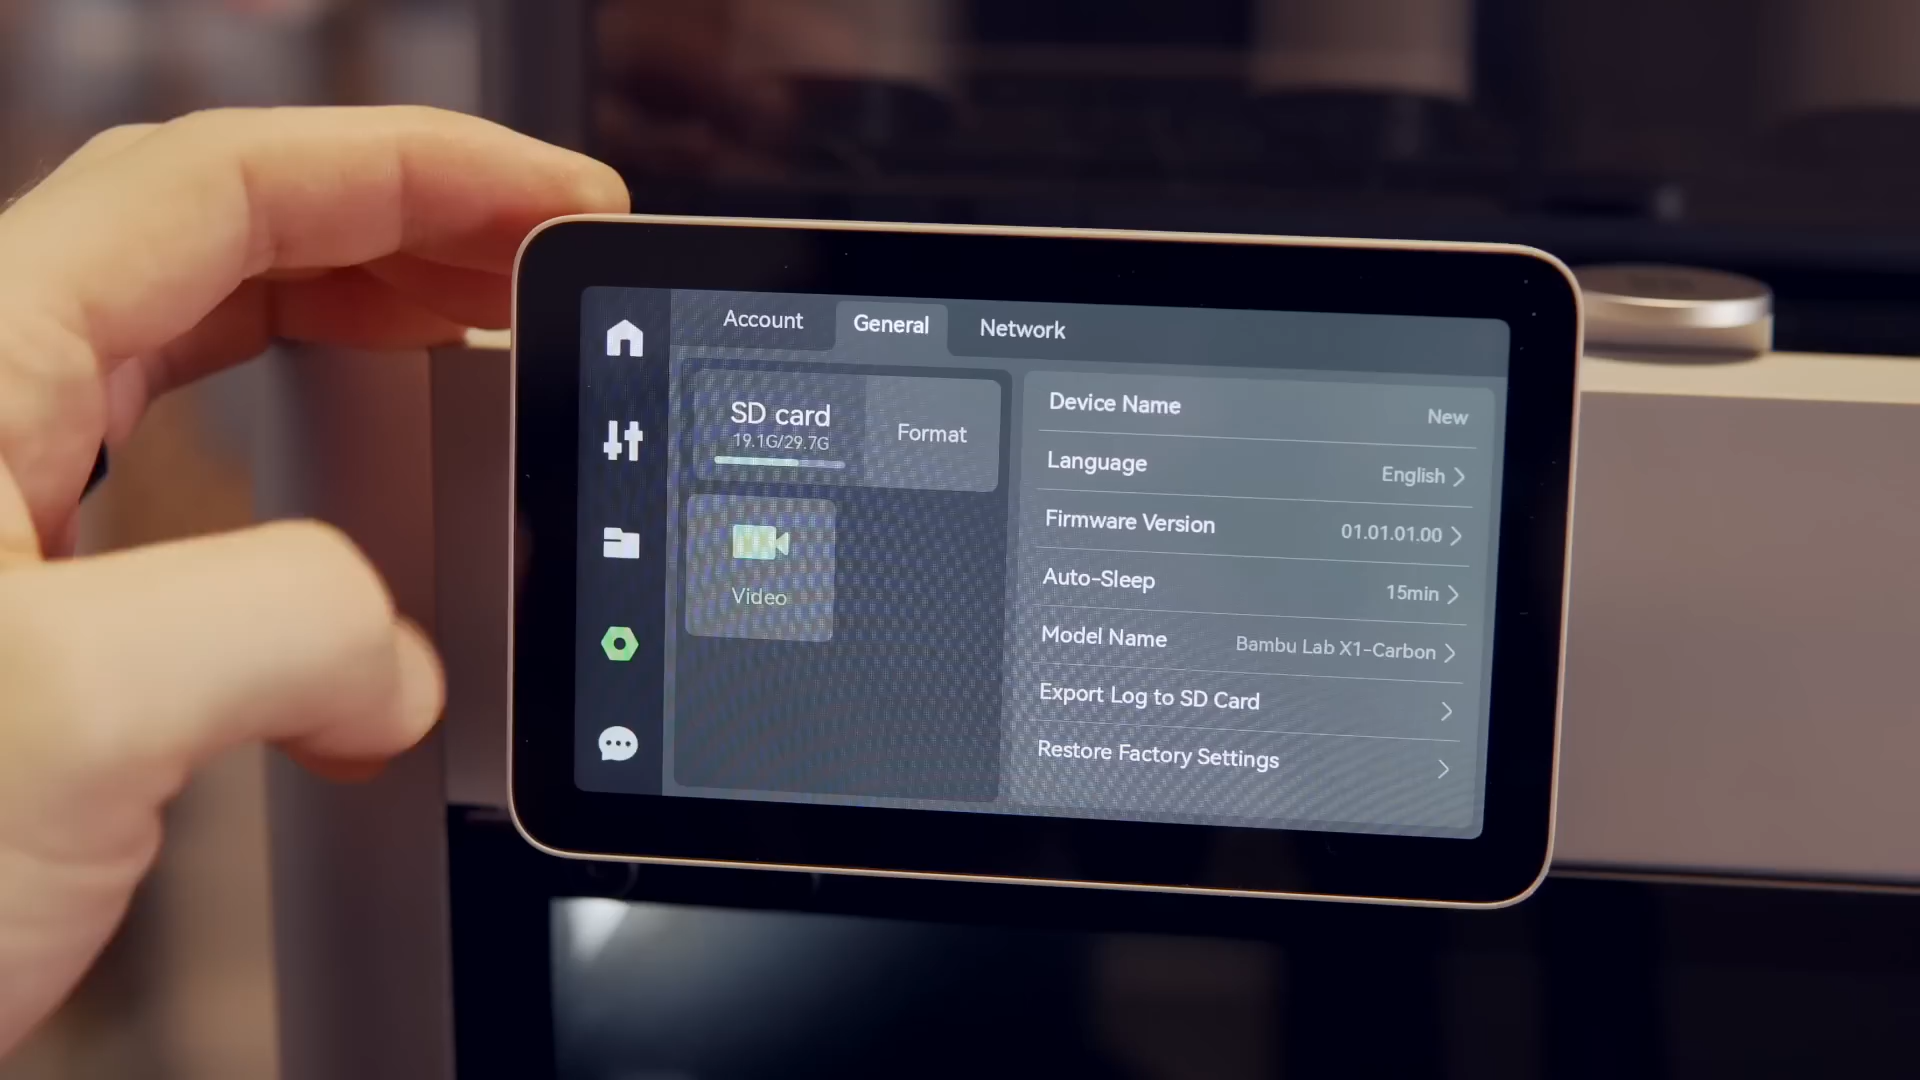 Account
General
Network
SD card
19.1G/29.7G
Format
Video
Device Name
New
Language
English
Firmware Version
01.01.01.00
Auto-Sleep
15min
Model Name
Bambu Lab X1-Carbon
Export Log to SD Card
Restore Factory Settings